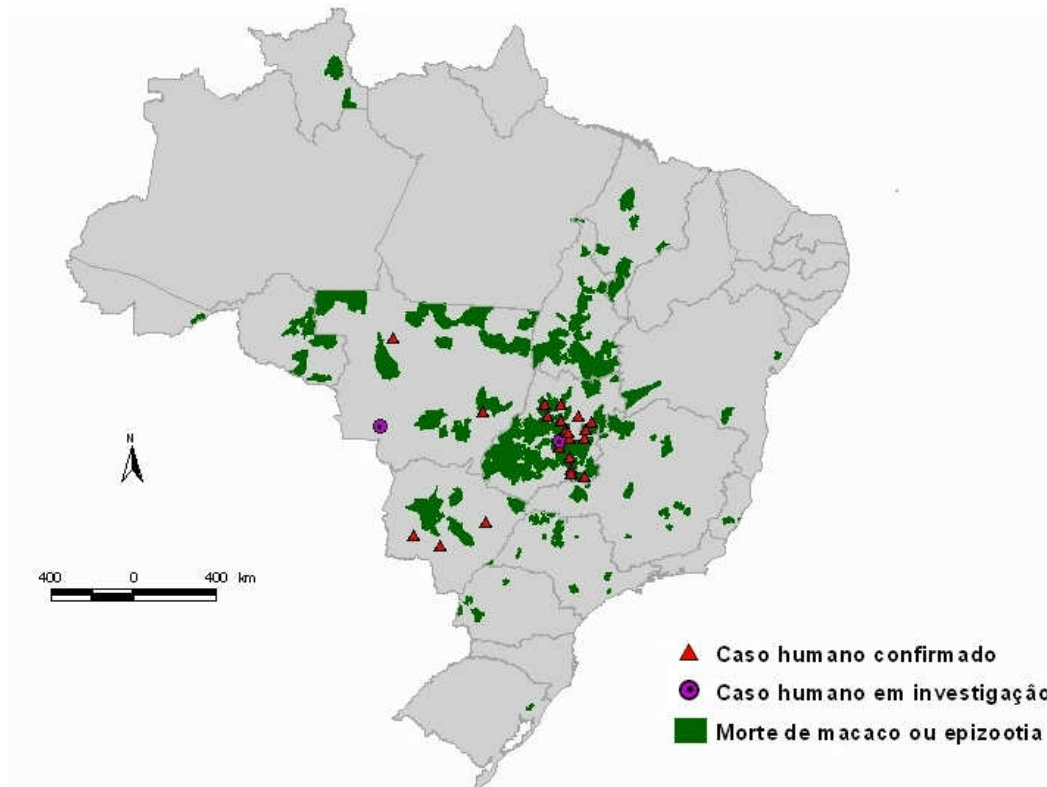 N
400 0 400 km
Caso humano confirmado
Caso humano em investigação
Morte de macaco ou epizootia